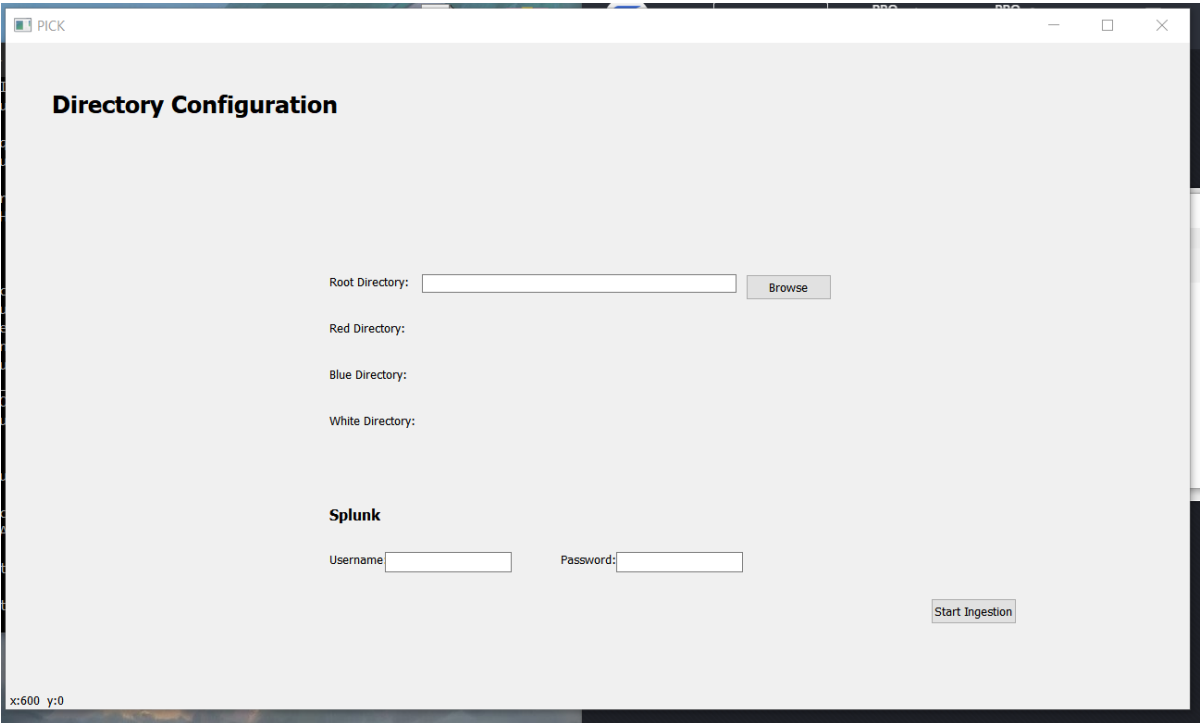 PICK
Directory Configuration
Root Directory:
Browse
Red Directory:
Blue Directory:
White Directory:
Splunk
Username
Password:
Start Ingestion
x:600 y:0